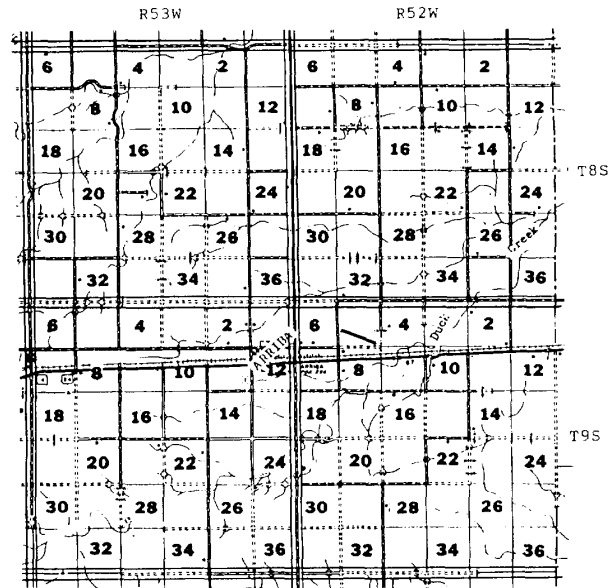 R53W R52W
6 4 2 6 4 2
8 10 12 8 10 12
18 16 14 18 16 14
T8S
20 22 24 20 22 24
30 28 26 30 28 26
Creek
32 34 36 32 34 36
6 4 2 6 4 2
Duck
ARRIBA
8 10 12 8 10 12
18 16 14 18 16 14
T9S
20 22 24 20 22 24
30 28 26 30 28 26
32 34 36 32 34 36